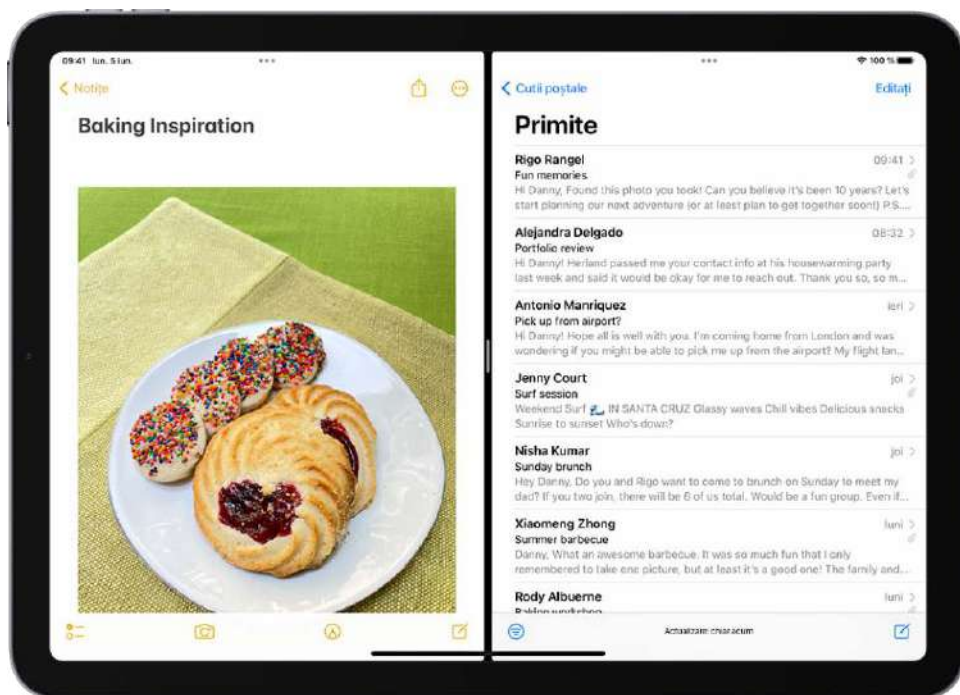 09:41 lun. 5 iun.
100 %
Notițe
Baking Inspiration
Cutii poștale
Editați
Primite
Rigo Rangel 09:41
Fun memories
Hi Danny, Found this photo you took! Can you believe it's been 10 years? Let's
start planning our next adventure (or at least plan to get together soon!) P.S....
Alejandra Delgado 08:32
Portfolio review
Hi Danny! Herland passed me your contact info at his housewarming party
last week and said it would be okay for me to reach out. Thank you so, so m...
Antonio Manriquez ieri
Pick up from airport?
Hi Danny! Hope all is well with you. I'm coming home from London and was
wondering if you might be able to pick me up from the airport? My flight lan...
Jenny Court joi
Surf session
Weekend Surf 🌊 IN SANTA CRUZ Glassy waves Chill vibes Delicious snacks
Sunrise to sunset Who's down?
Nisha Kumar joi
Sunday brunch
Hey Danny, Do you and Rigo want to come to brunch on Sunday to meet my
dad? If you two join, there will be 6 of us total. Would be a fun group. Even if...
Xiaomeng Zhong luni
Summer barbecue
Danny, What an awesome barbecue. It was so much fun that I only
remembered to take one picture, but at least it's a good one! The family and...
Rody Albuerne luni
Baking workshop
Actualizare chiar acum